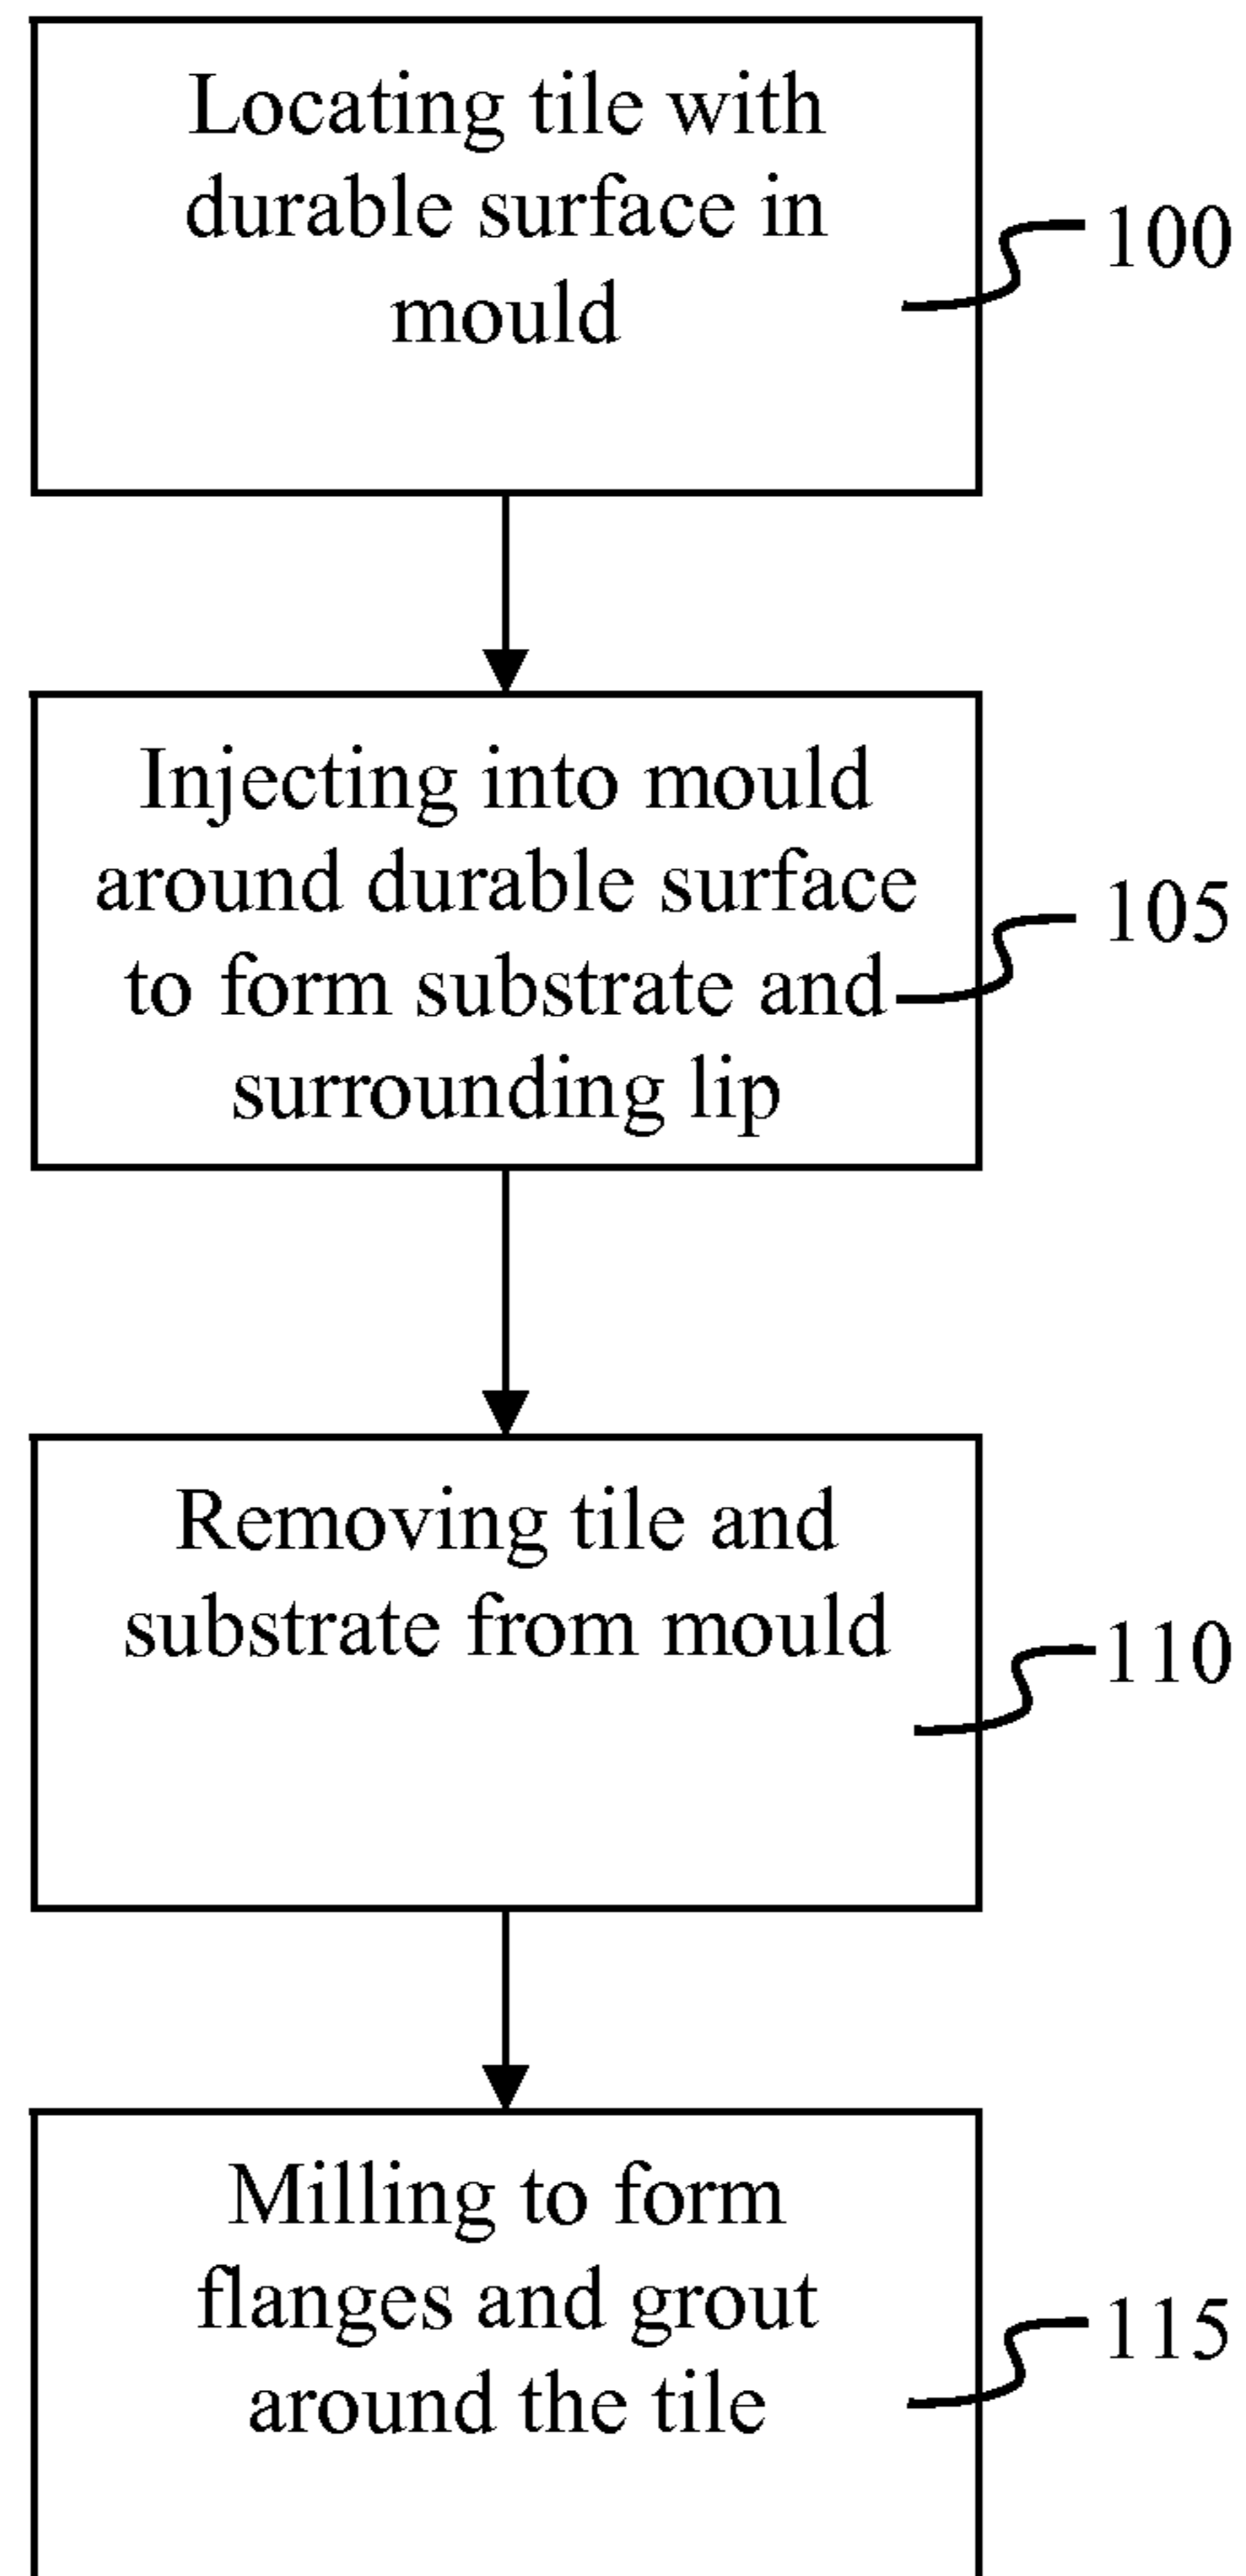 Locating tile with
durable surface in
mould
100
Injecting into mould
around durable surface
to form substrate and
surrounding lip
105
Removing tile and
substrate from mould
110
Milling to form
flanges and grout
around the tile
115